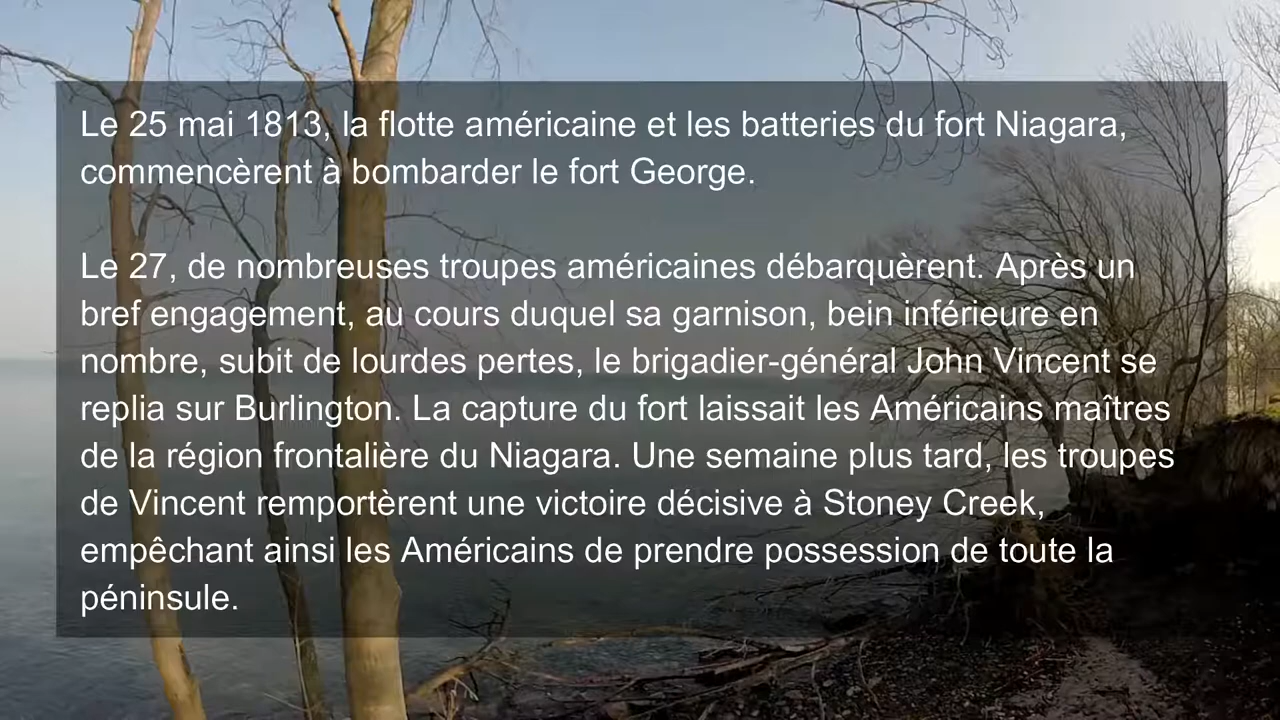 Le 25 mai 1813, la flotte américaine et les batteries du fort Niagara,
commencèrent à bombarder le fort George.
Le 27, de nombreuses troupes américaines débarquèrent. Après un
bref engagement, au cours duquel sa garnison, bein inférieure en
nombre, subit de lourdes pertes, le brigadier-général John Vincent se
replia sur Burlington. La capture du fort laissait les Américains maîtres
de la région frontalière du Niagara. Une semaine plus tard, les troupes
de Vincent remportèrent une victoire décisive à Stoney Creek,
empêchant ainsi les Américains de prendre possession de toute la
péninsule.